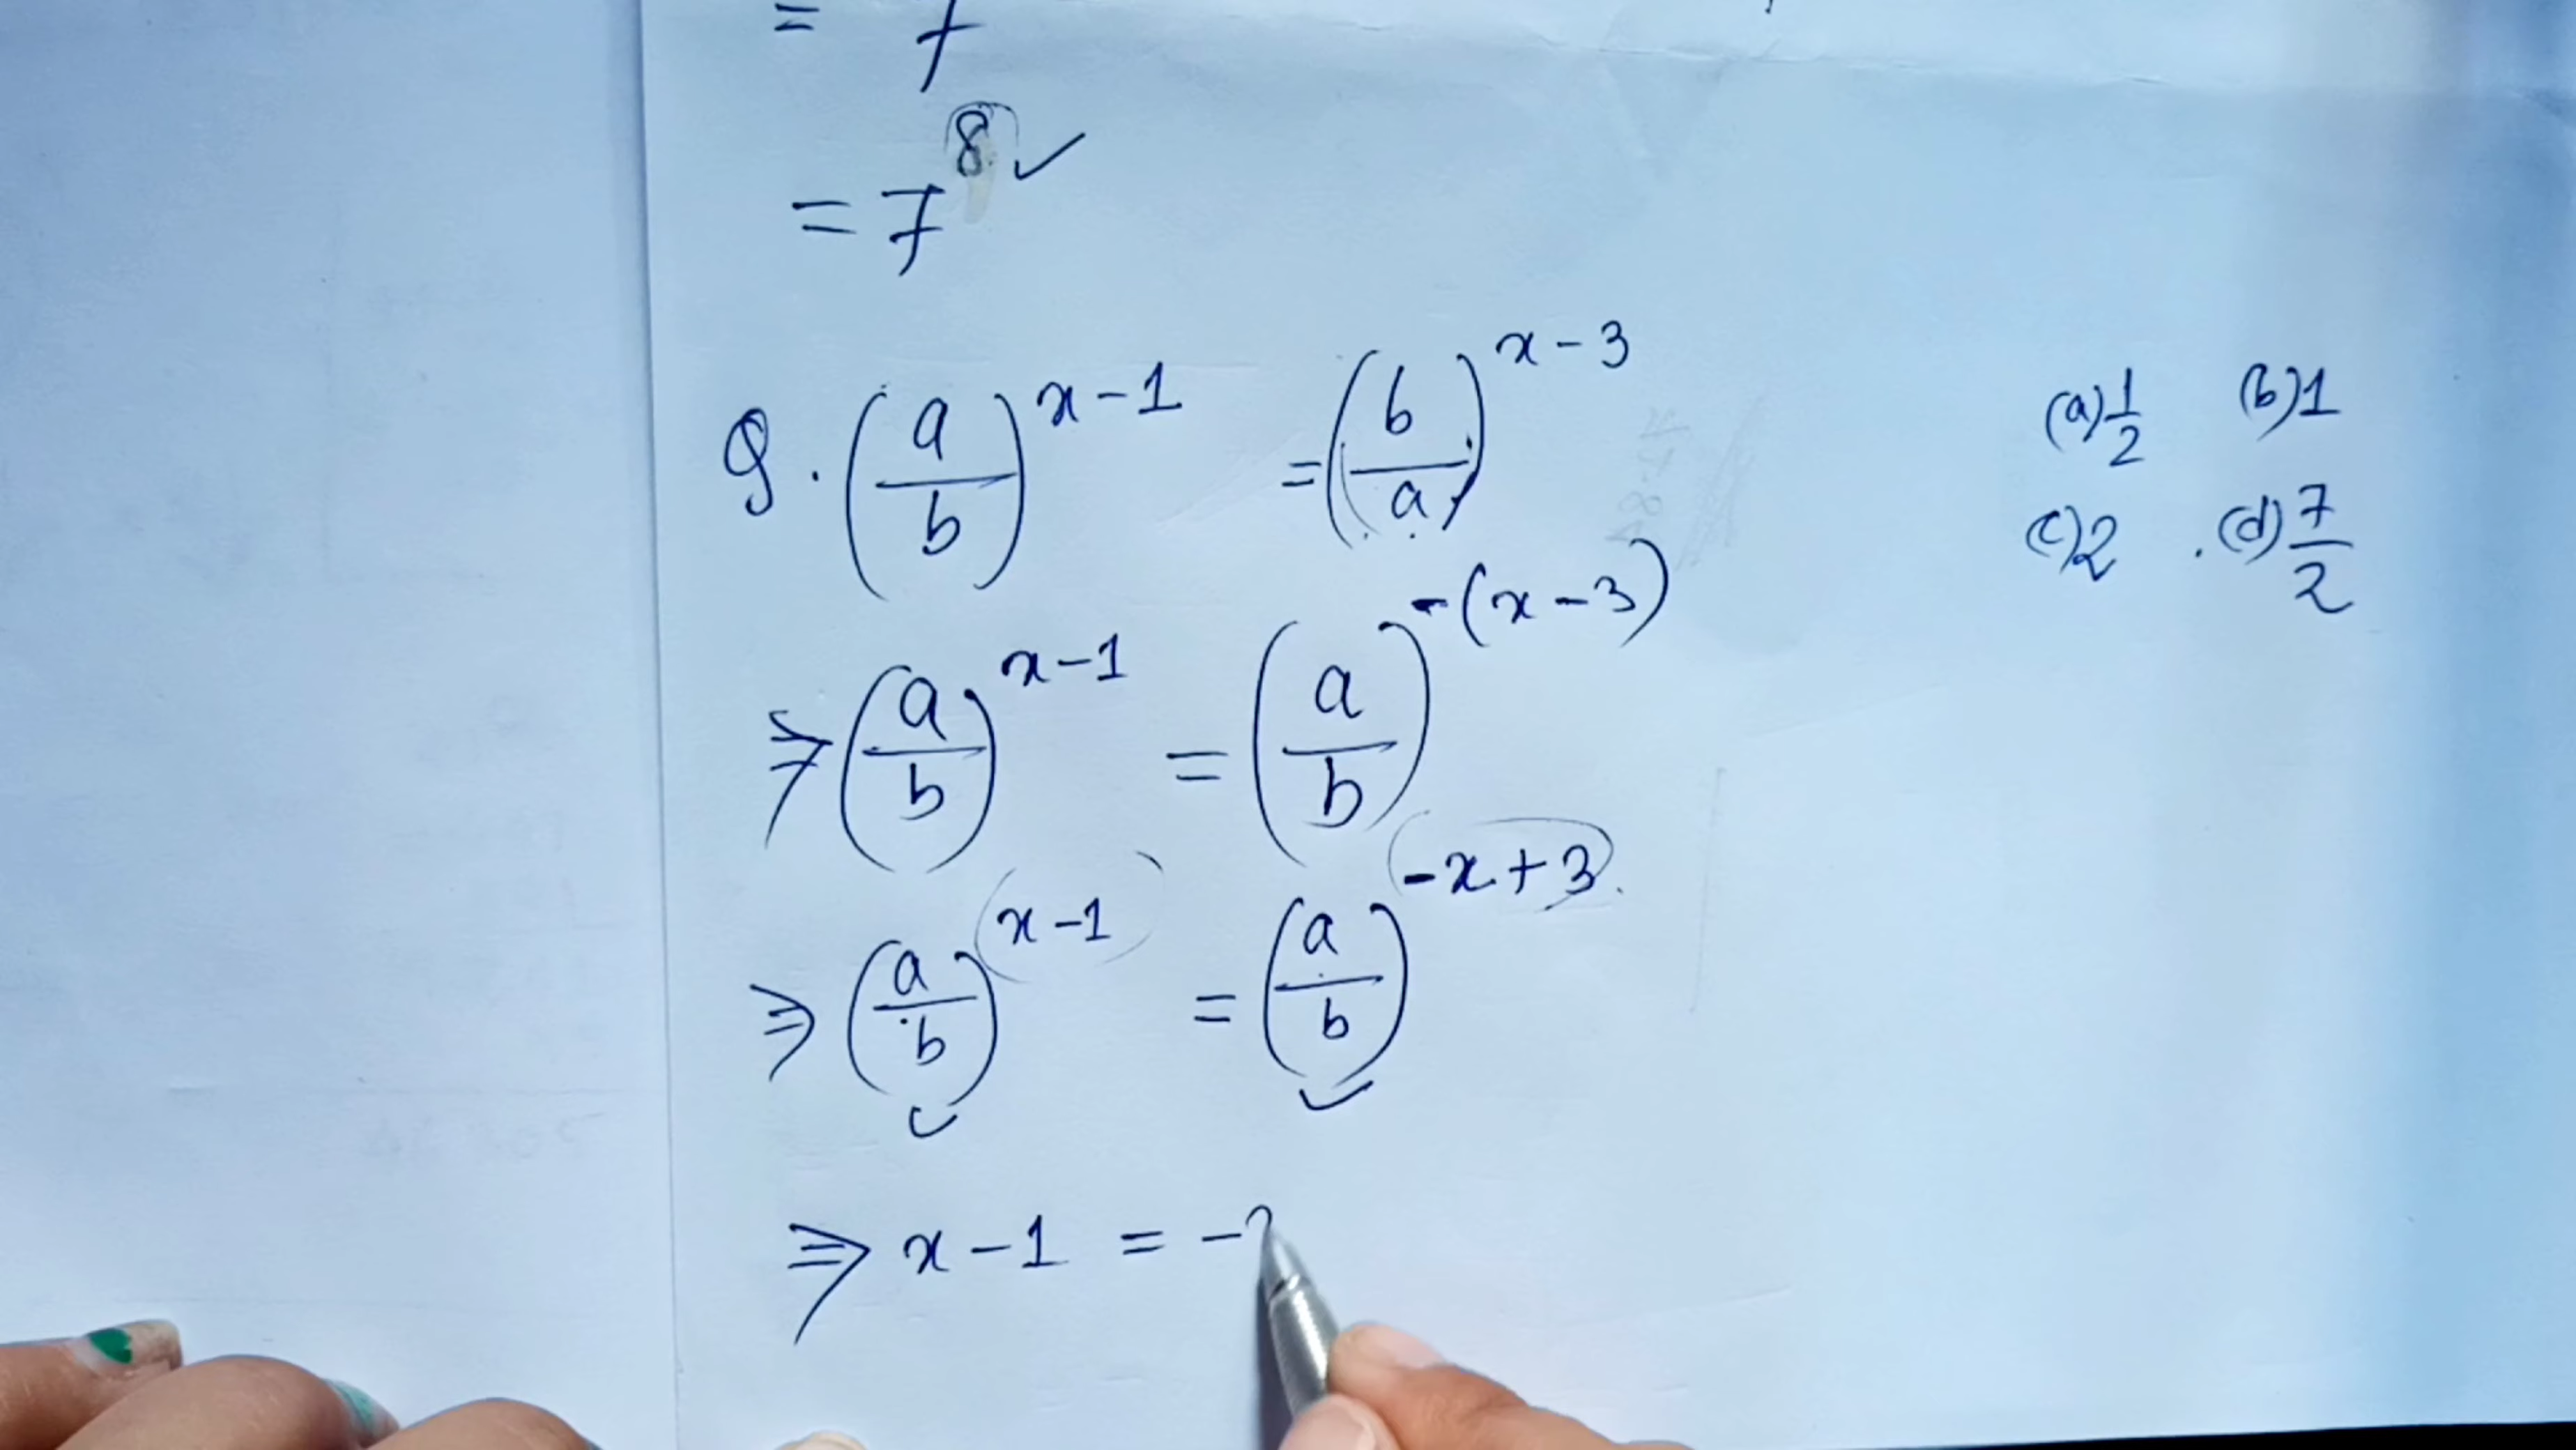 = 7
= 7^8 ✓
Q. (a/b)^(x-1) = (b/a)^(x-3)
(a) 1/2 (b) 1
(c) 2 . (d) 7/2
⇒ (a/b)^(x-1) = (a/b)^(-(x-3))
⇒ (a/b)^(x-1) = (a/b)^(-x+3)
⇒ x-1 = -